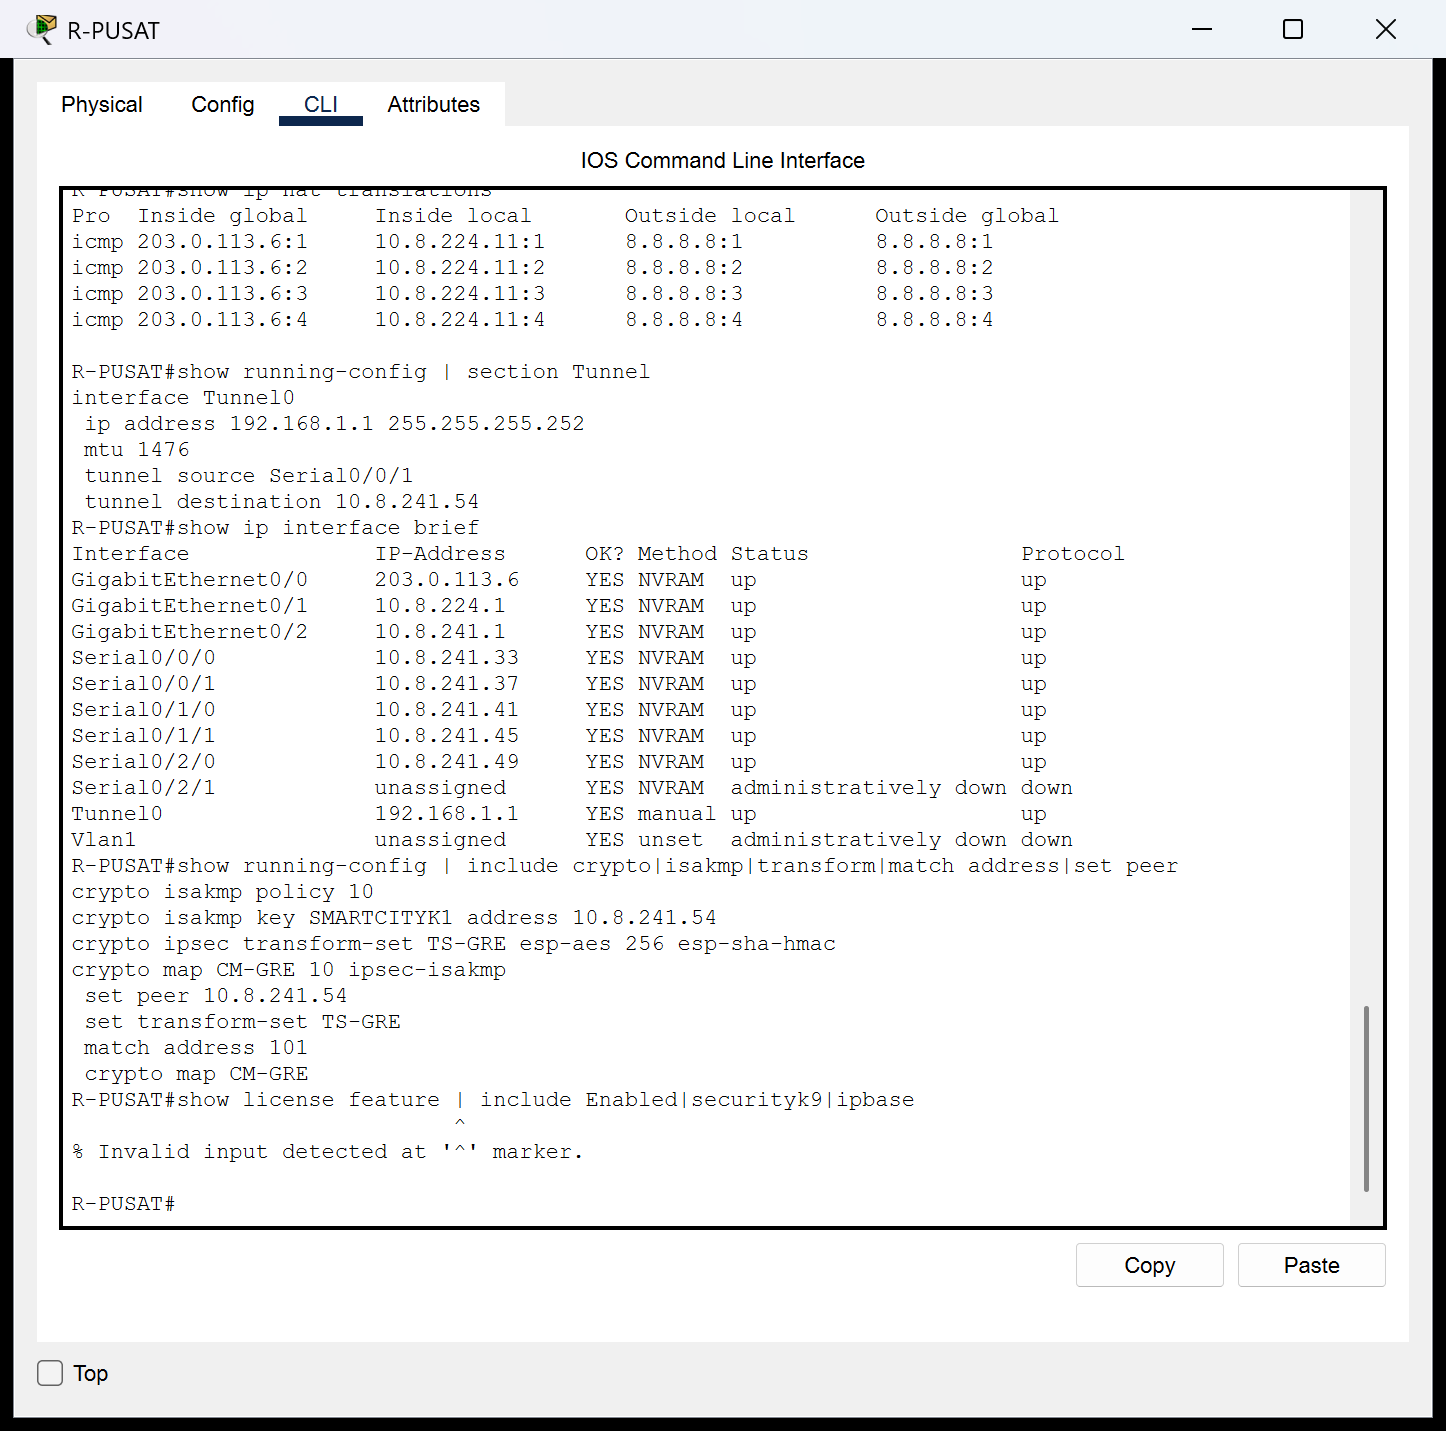 R-PUSAT
Physical Config CLI Attributes
IOS Command Line Interface
R-PUSAT#show ip nat translations
Pro Inside global Inside local Outside local Outside global
icmp 203.0.113.6:1 10.8.224.11:1 8.8.8.8:1 8.8.8.8:1
icmp 203.0.113.6:2 10.8.224.11:2 8.8.8.8:2 8.8.8.8:2
icmp 203.0.113.6:3 10.8.224.11:3 8.8.8.8:3 8.8.8.8:3
icmp 203.0.113.6:4 10.8.224.11:4 8.8.8.8:4 8.8.8.8:4
R-PUSAT#show running-config | section Tunnel
interface Tunnel0
ip address 192.168.1.1 255.255.255.252
mtu 1476
tunnel source Serial0/0/1
tunnel destination 10.8.241.54
R-PUSAT#show ip interface brief
Interface IP-Address OK? Method Status Protocol
GigabitEthernet0/0 203.0.113.6 YES NVRAM up up
GigabitEthernet0/1 10.8.224.1 YES NVRAM up up
GigabitEthernet0/2 10.8.241.1 YES NVRAM up up
Serial0/0/0 10.8.241.33 YES NVRAM up up
Serial0/0/1 10.8.241.37 YES NVRAM up up
Serial0/1/0 10.8.241.41 YES NVRAM up up
Serial0/1/1 10.8.241.45 YES NVRAM up up
Serial0/2/0 10.8.241.49 YES NVRAM up up
Serial0/2/1 unassigned YES NVRAM administratively down down
Tunnel0 192.168.1.1 YES manual up up
Vlan1 unassigned YES unset administratively down down
R-PUSAT#show running-config | include crypto|isakmp|transform|match address|set peer
crypto isakmp policy 10
crypto isakmp key SMARTCITYK1 address 10.8.241.54
crypto ipsec transform-set TS-GRE esp-aes 256 esp-sha-hmac
crypto map CM-GRE 10 ipsec-isakmp
set peer 10.8.241.54
set transform-set TS-GRE
match address 101
crypto map CM-GRE
R-PUSAT#show license feature | include Enabled|securityk9|ipbase
^
% Invalid input detected at '^' marker.
R-PUSAT#
Copy Paste
Top